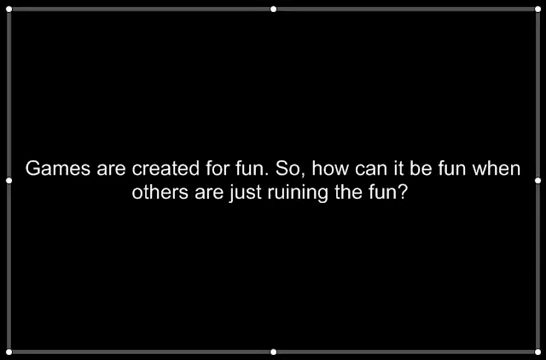 Games are created for fun. So, how can it be fun when
others are just ruining the fun?